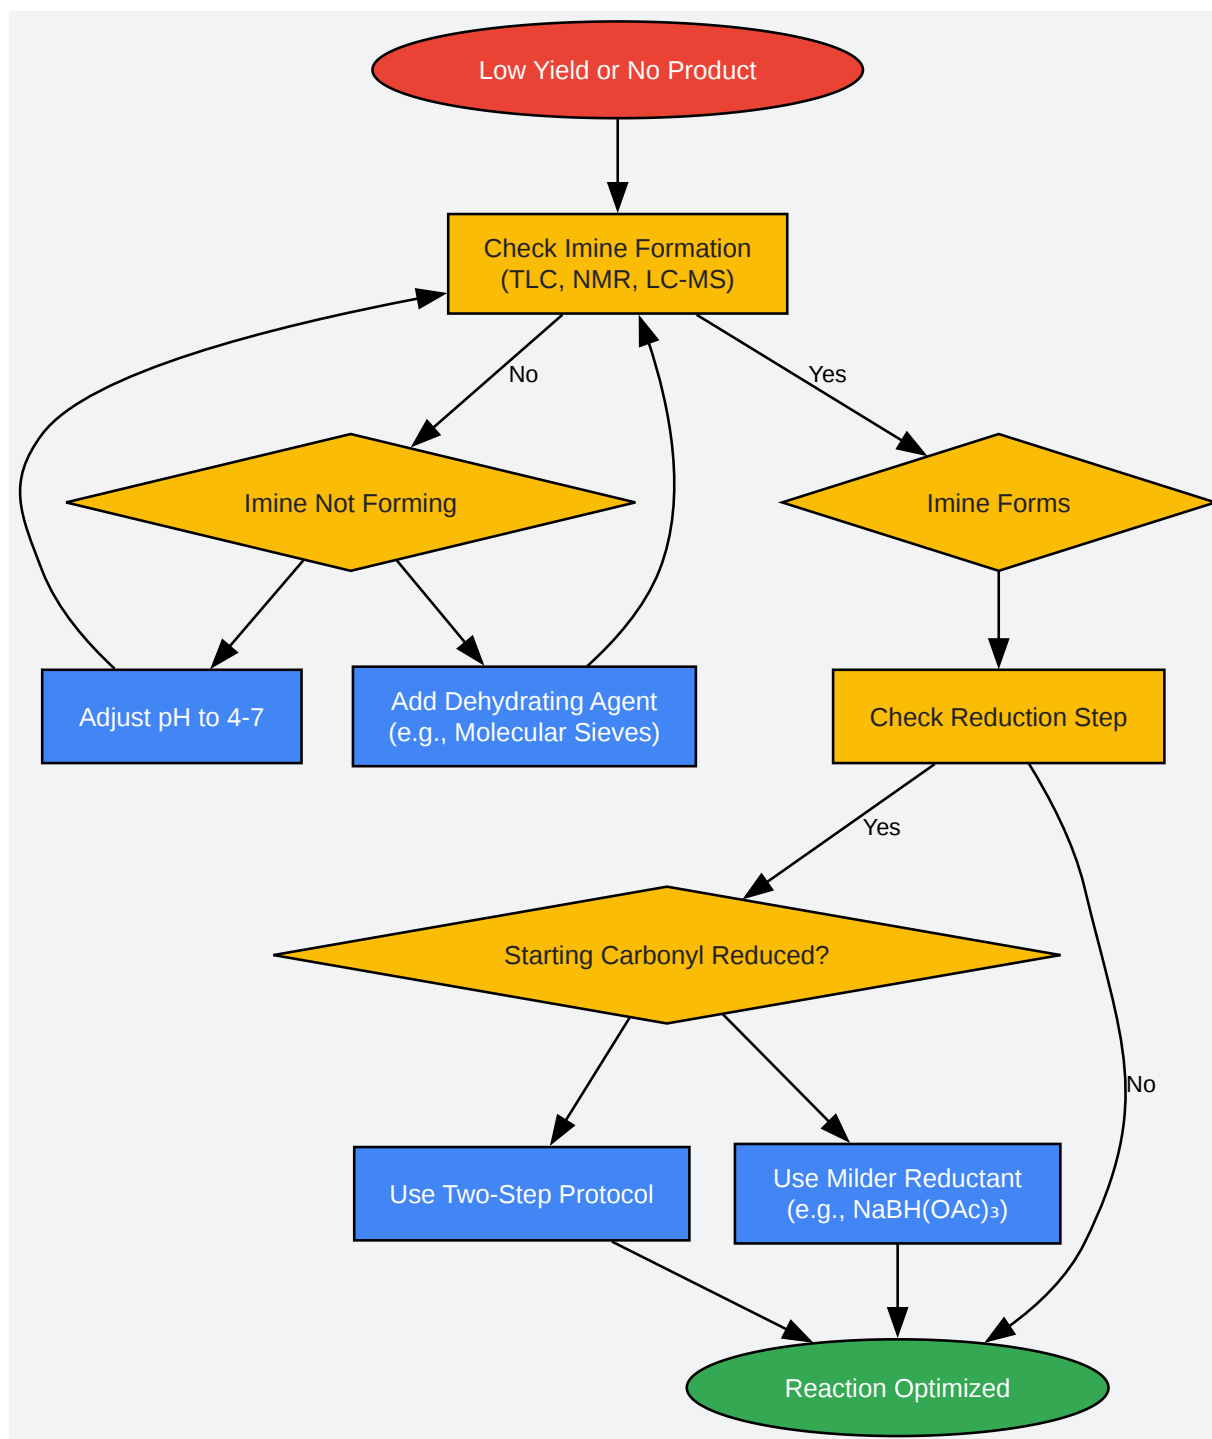 Low Yield or No Product
Check Imine Formation
(TLC, NMR, LC-MS)
No
Yes
Imine Not Forming
Imine Forms
Adjust pH to 4-7
Add Dehydrating Agent
(e.g., Molecular Sieves)
Check Reduction Step
Yes
Starting Carbonyl Reduced?
No
Use Two-Step Protocol
Use Milder Reductant
(e.g., NaBH(OAc)₃)
Reaction Optimized